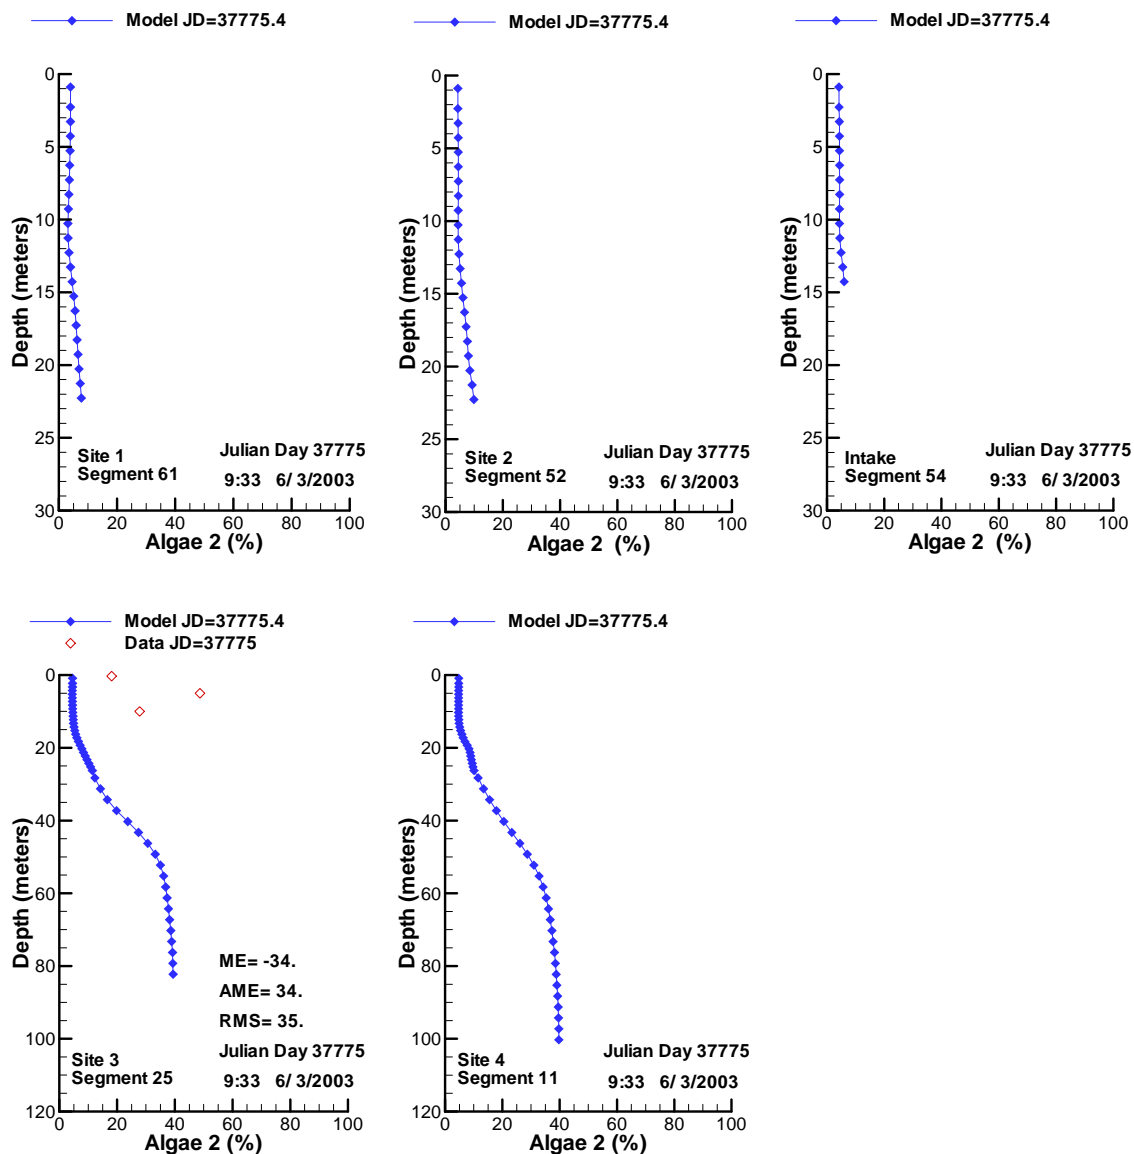 Model JD=37775.4
0
5
10
15
20
25
30
Depth (meters)
Site 1
Segment 61
Julian Day 37775
9:33 6/ 3/2003
0 20 40 60 80 100
Algae 2 (%)
Model JD=37775.4
0
5
10
15
20
25
30
Depth (meters)
Site 2
Segment 52
Julian Day 37775
9:33 6/ 3/2003
0 20 40 60 80 100
Algae 2 (%)
Model JD=37775.4
0
5
10
15
20
25
30
Depth (meters)
Intake
Segment 54
Julian Day 37775
9:33 6/ 3/2003
0 20 40 60 80 100
Algae 2 (%)
Model JD=37775.4
Data JD=37775
0
20
40
60
80
100
120
Depth (meters)
ME= -34.
AME= 34.
RMS= 35.
Site 3
Segment 25
Julian Day 37775
9:33 6/ 3/2003
0 20 40 60 80 100
Algae 2 (%)
Model JD=37775.4
0
20
40
60
80
100
120
Depth (meters)
Site 4
Segment 11
Julian Day 37775
9:33 6/ 3/2003
0 20 40 60 80 100
Algae 2 (%)